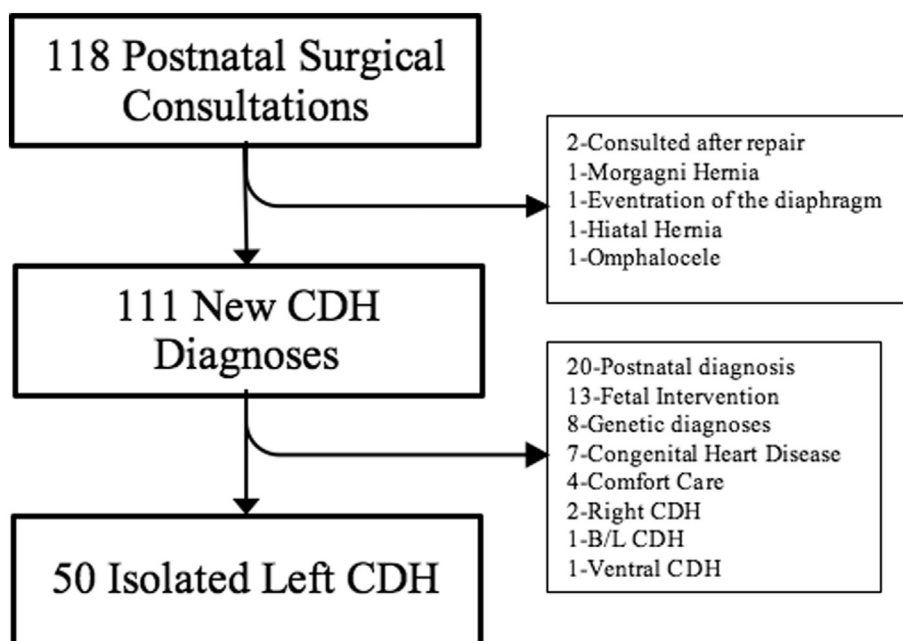 118 Postnatal Surgical
Consultations
2-Consulted after repair
1-Morgagni Hernia
1-Eventration of the diaphragm
1-Hiatal Hernia
1-Omphalocele
111 New CDH
Diagnoses
20-Postnatal diagnosis
13-Fetal Intervention
8-Genetic diagnoses
7-Congenital Heart Disease
4-Comfort Care
2-Right CDH
1-B/L CDH
1-Ventral CDH
50 Isolated Left CDH